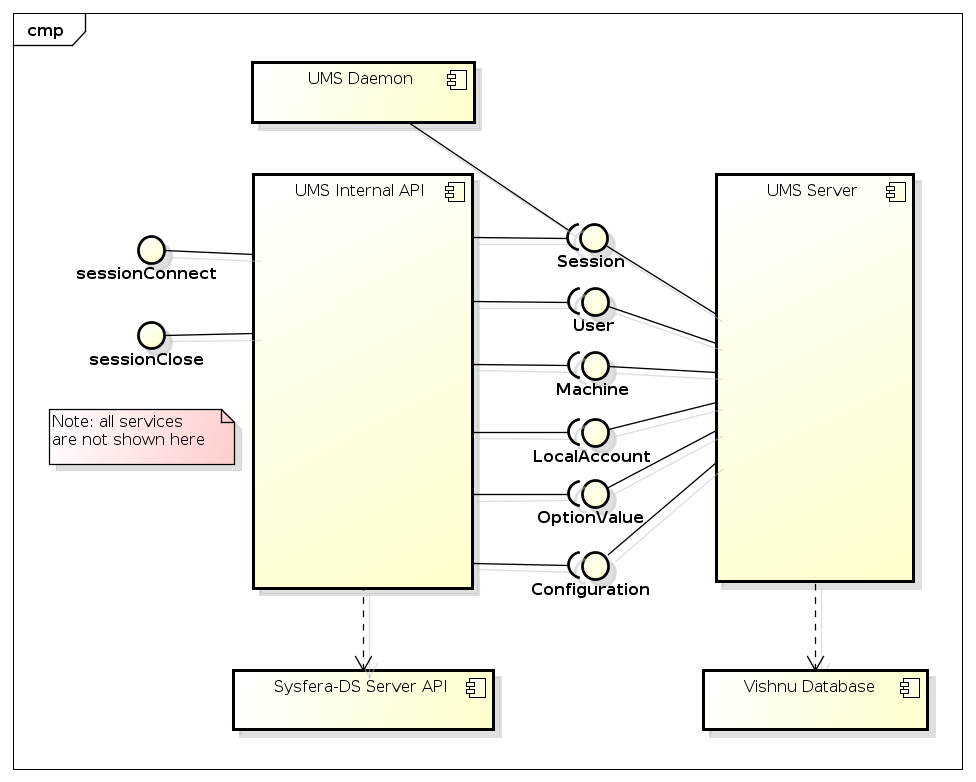 cmp
UMS Daemon
UMS Internal API
UMS Server
sessionConnect
Session
User
sessionClose
Machine
Note: all services
are not shown here
LocalAccount
OptionValue
Configuration
Sysfera-DS Server API
Vishnu Database